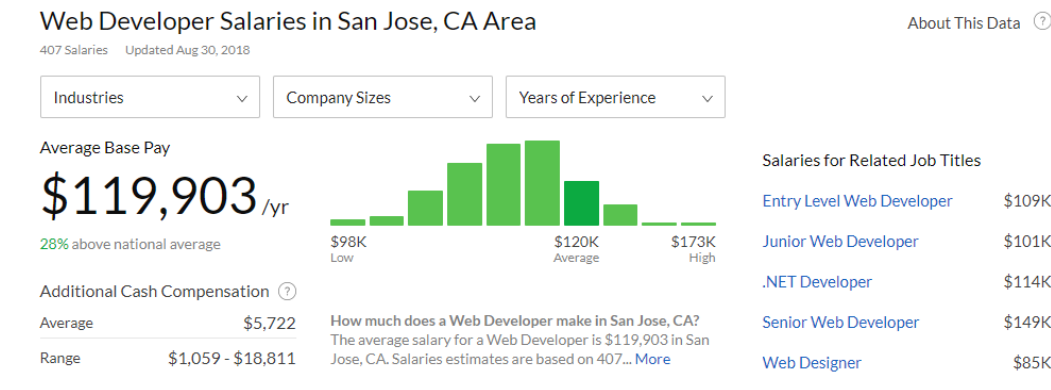 Web Developer Salaries in San Jose, CA Area
About This Data ?
407 Salaries Updated Aug 30, 2018
Industries
Company Sizes
Years of Experience
Average Base Pay
$119,903 /yr
28% above national average
Additional Cash Compensation ?
Average $5,722
Range $1,059 - $18,811
$98K
Low
$120K
Average
$173K
High
How much does a Web Developer make in San Jose, CA?
The average salary for a Web Developer is $119,903 in San
Jose, CA. Salaries estimates are based on 407... More
Salaries for Related Job Titles
Entry Level Web Developer $109K
Junior Web Developer $101K
.NET Developer $114K
Senior Web Developer $149K
Web Designer $85K